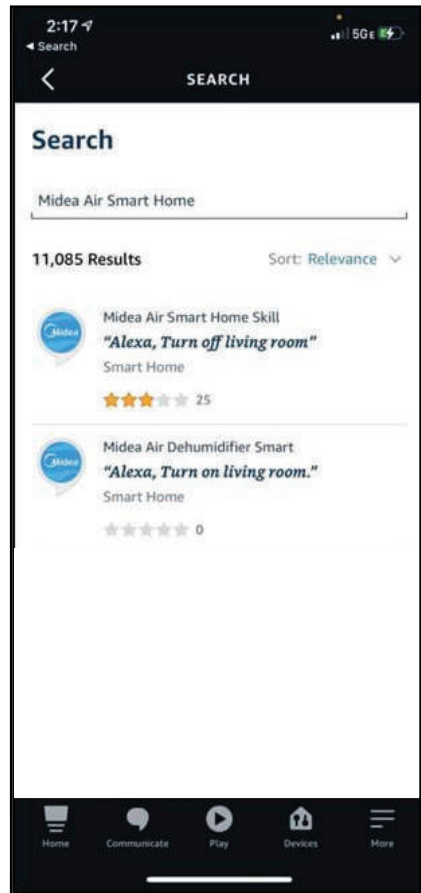 2:17
5GE
◀ Search
SEARCH
Search
Midea Air Smart Home
11,085 Results
Sort: Relevance
Midea Air Smart Home Skill
Midea
“Alexa, Turn off living room”
Smart Home
25
Midea Air Dehumidifier Smart
Midea
“Alexa, Turn on living room.”
Smart Home
0
Home
Communicate
Play
Devices
More